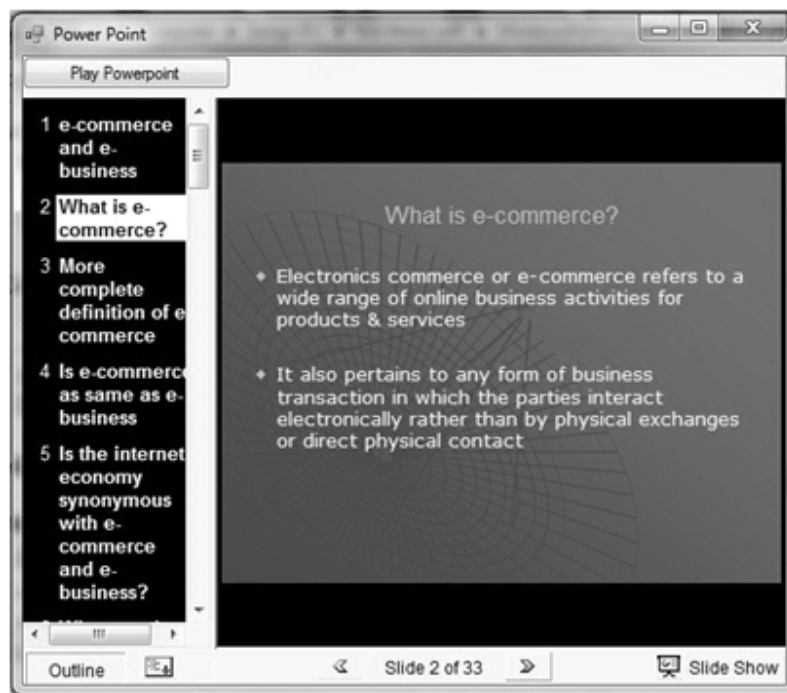 Power Point
Play Powerpoint
1 e-commerce
and e-
business
2 What is e-
commerce?
3 More
complete
definition of e
commerce
4 Is e-commerce
as same as e-
business
5 Is the internet
economy
synonymous
with e-
commerce
and e-
business?
What is e-commerce?
Electronics commerce or e-commerce refers to a
wide range of online business activities for
products & services
It also pertains to any form of business
transaction in which the parties interact
electronically rather than by physical exchanges
or direct physical contact
Outline
Slide 2 of 33
Slide Show